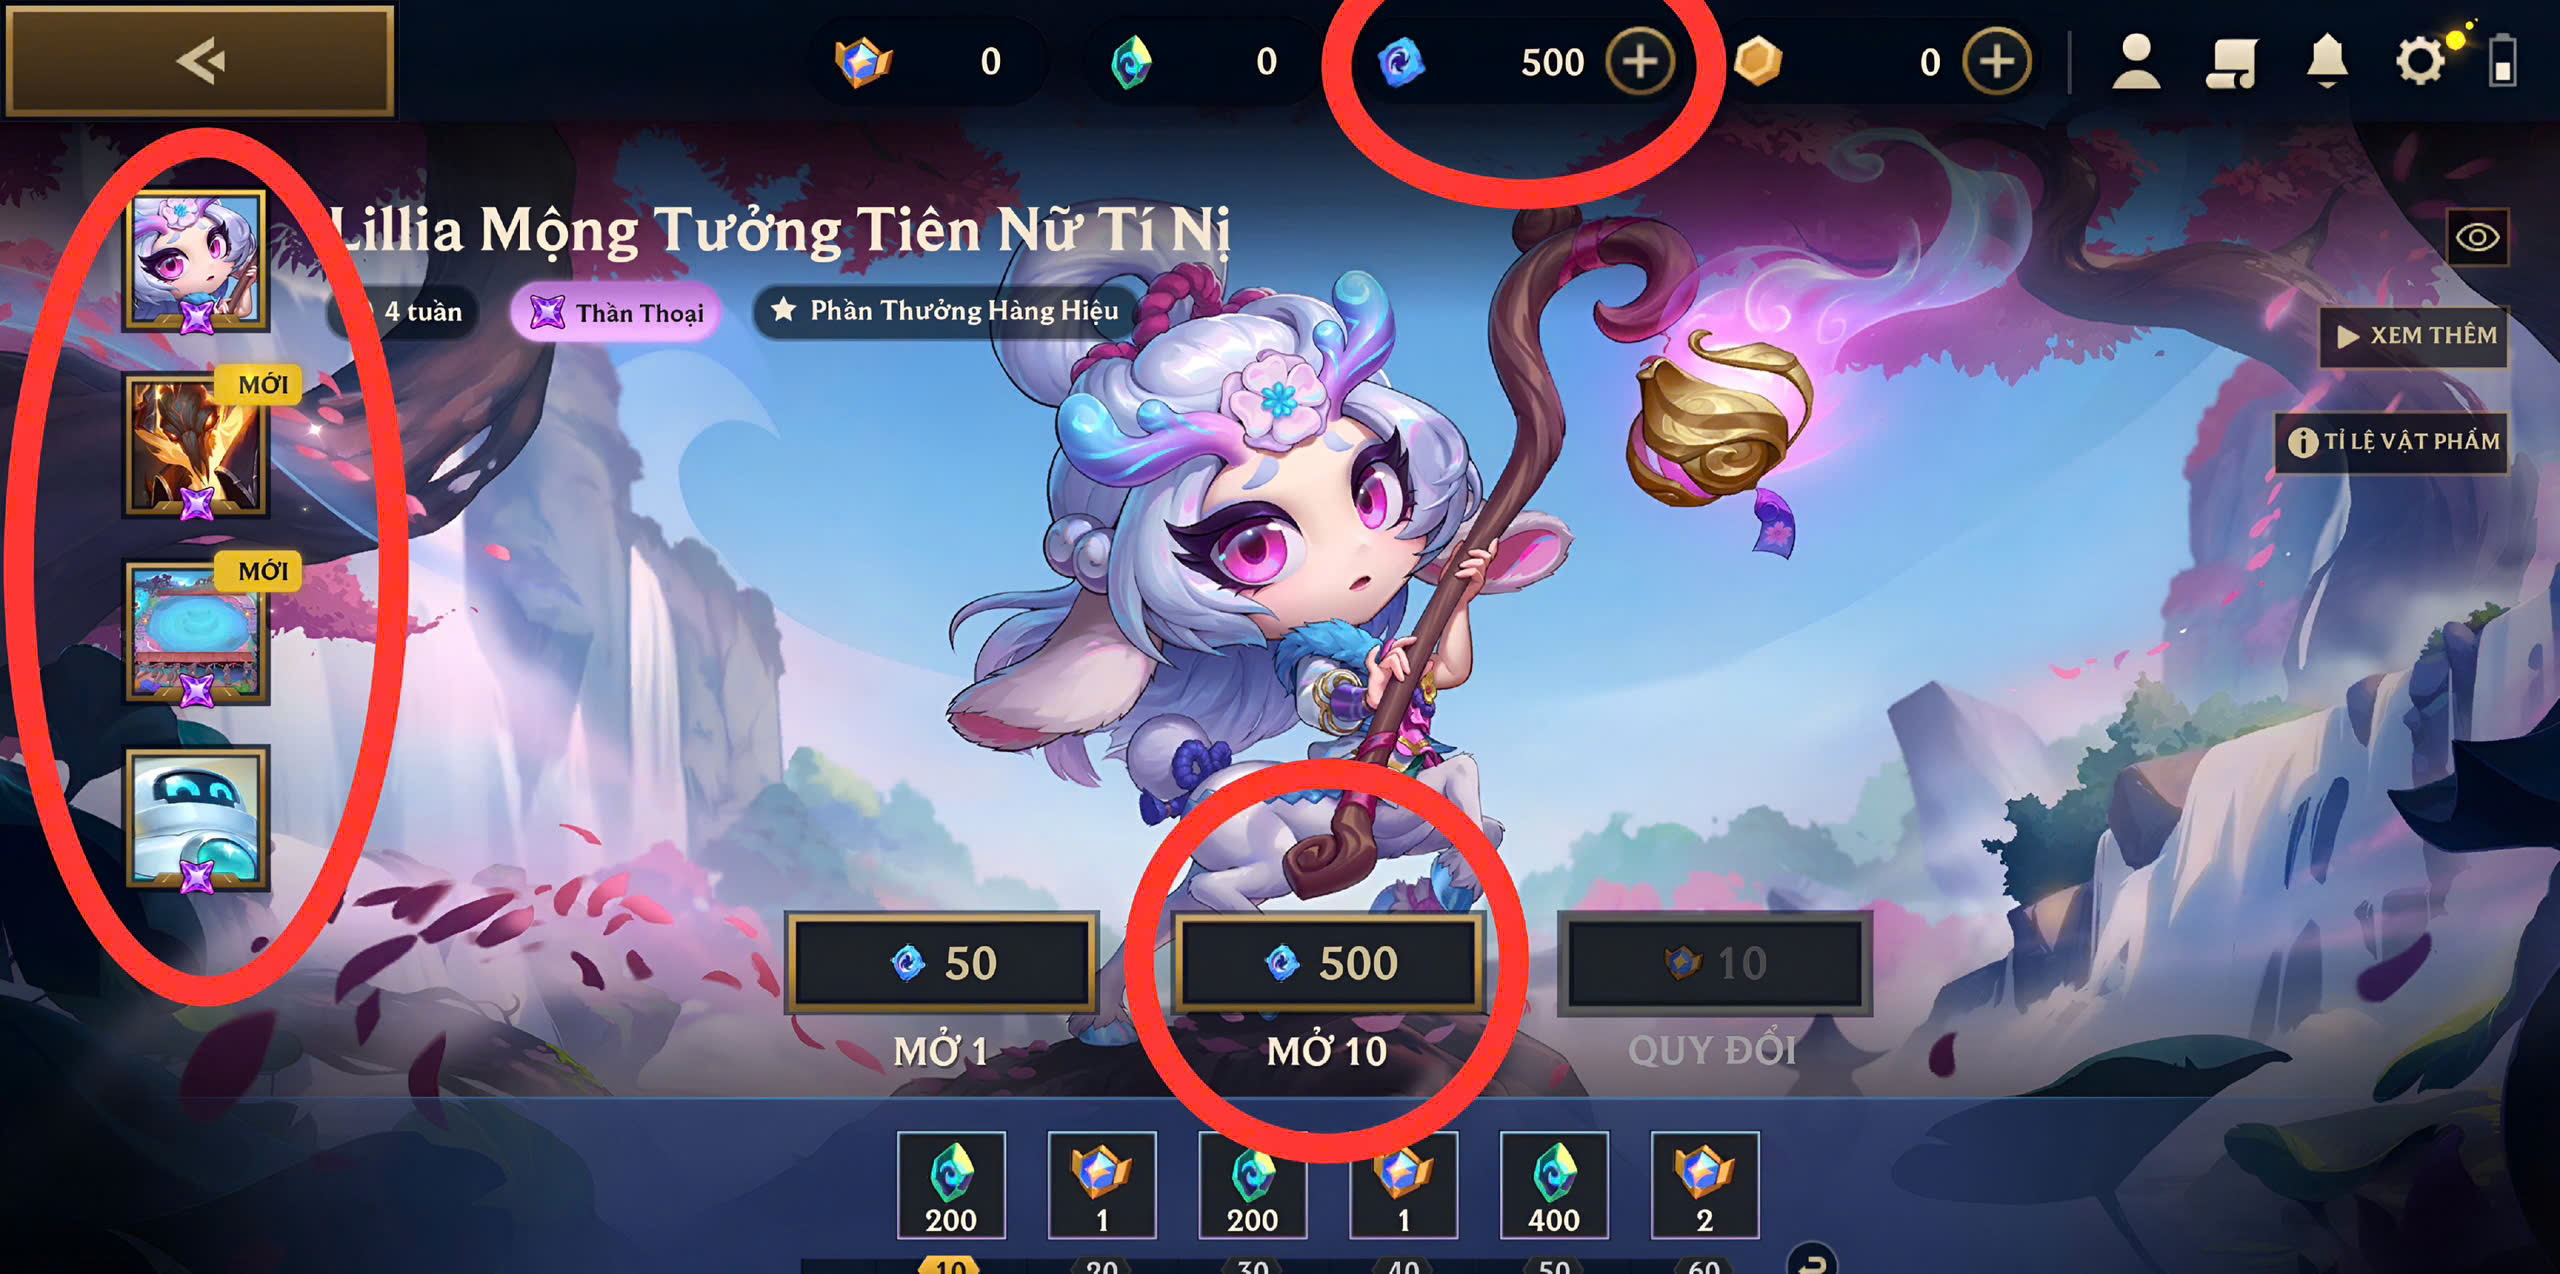 0
0
500
0
Lillia Mộng Tưởng Tiên Nữ Tí Nị
4 tuần
Thần Thoại
Phần Thưởng Hàng Hiệu
MỚI
MỚI
XEM THÊM
TỈ LỆ VẬT PHẨM
50
500
10
MỞ 1
MỞ 10
QUY ĐỔI
200
1
200
1
400
2
10
20
30
40
50
60